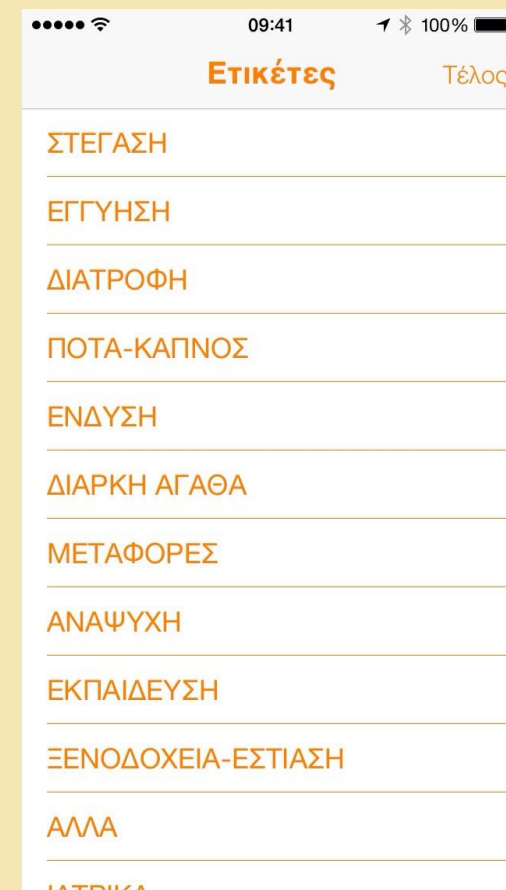 09:41 100%
Ετικέτες Τέλος
ΣΤΕΓΑΣΗ
ΕΓΓΥΗΣΗ
ΔΙΑΤΡΟΦΗ
ΠΟΤΑ-ΚΑΠΝΟΣ
ΕΝΔΥΣΗ
ΔΙΑΡΚΗ ΑΓΑΘΑ
ΜΕΤΑΦΟΡΕΣ
ΑΝΑΨΥΧΗ
ΕΚΠΑΙΔΕΥΣΗ
ΞΕΝΟΔΟΧΕΙΑ-ΕΣΤΙΑΣΗ
ΑΛΛΑ
ΙΑΤΡΙΚΑ